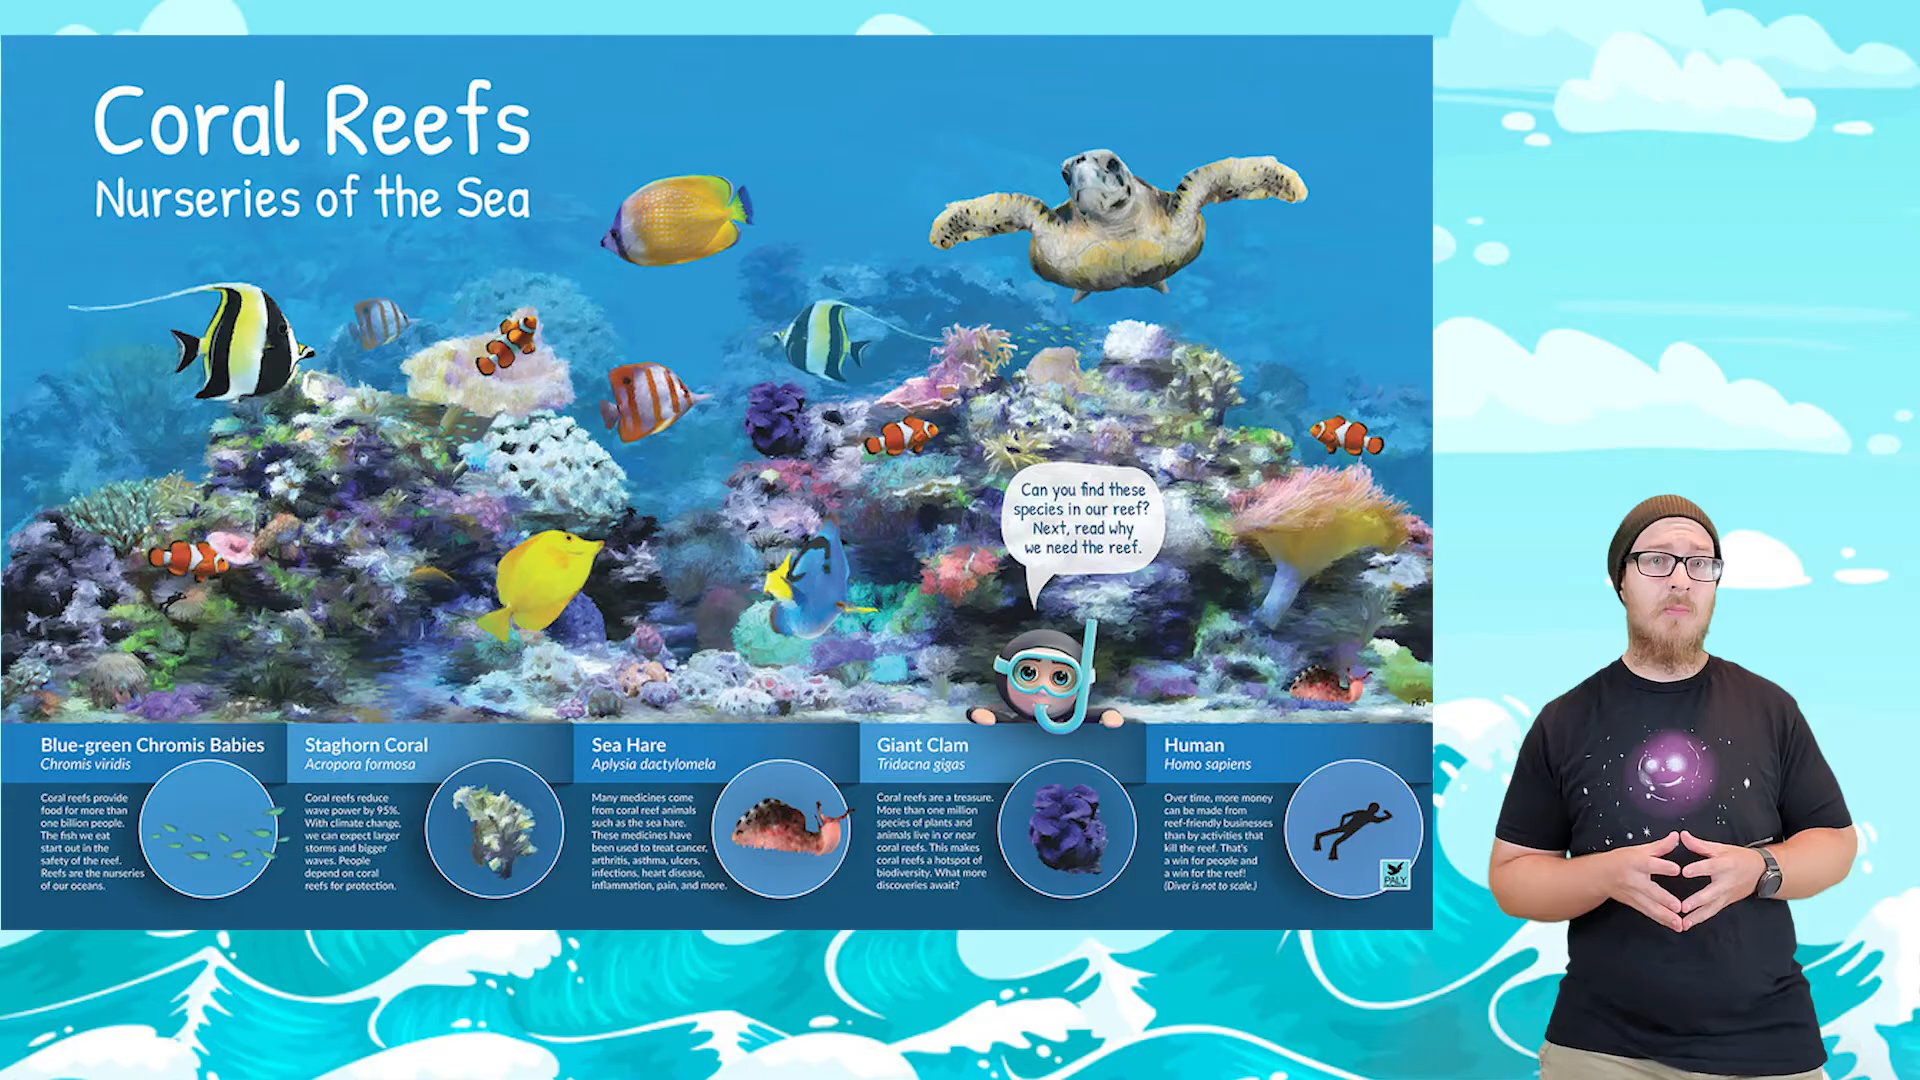 Coral Reefs
Nurseries of the Sea
Can you find these
species in our reef?
Next, read why
we need the reef.
Blue-green Chromis Babies
Chromis viridis
Coral reefs provide
food for more than
one billion people.
The fish we eat
start out in the
safety of the reef.
Reefs are the nurseries
of our oceans.
Staghorn Coral
Acropora formosa
Coral reefs reduce
wave power by 95%.
With climate change,
we can expect larger
storms and bigger
waves. People
depend on coral
reefs for protection.
Sea Hare
Aplysia dactylomela
Many medicines come
from coral reef animals
such as the sea hare.
These medicines have
been used to treat cancer,
arthritis, asthma, ulcers,
infections, heart disease,
inflammation, pain, and more.
Giant Clam
Tridacna gigas
Coral reefs are a treasure.
More than one million
species of plants and
animals live in or near
coral reefs. This makes
coral reefs a hotspot of
biodiversity. What more
discoveries await?
Human
Homo sapiens
Over time, more money
can be made from
reef-friendly businesses
than by activities that
kill the reef. That's
a win for people and
a win for the reef!
(Diver is not to scale.)
PALY